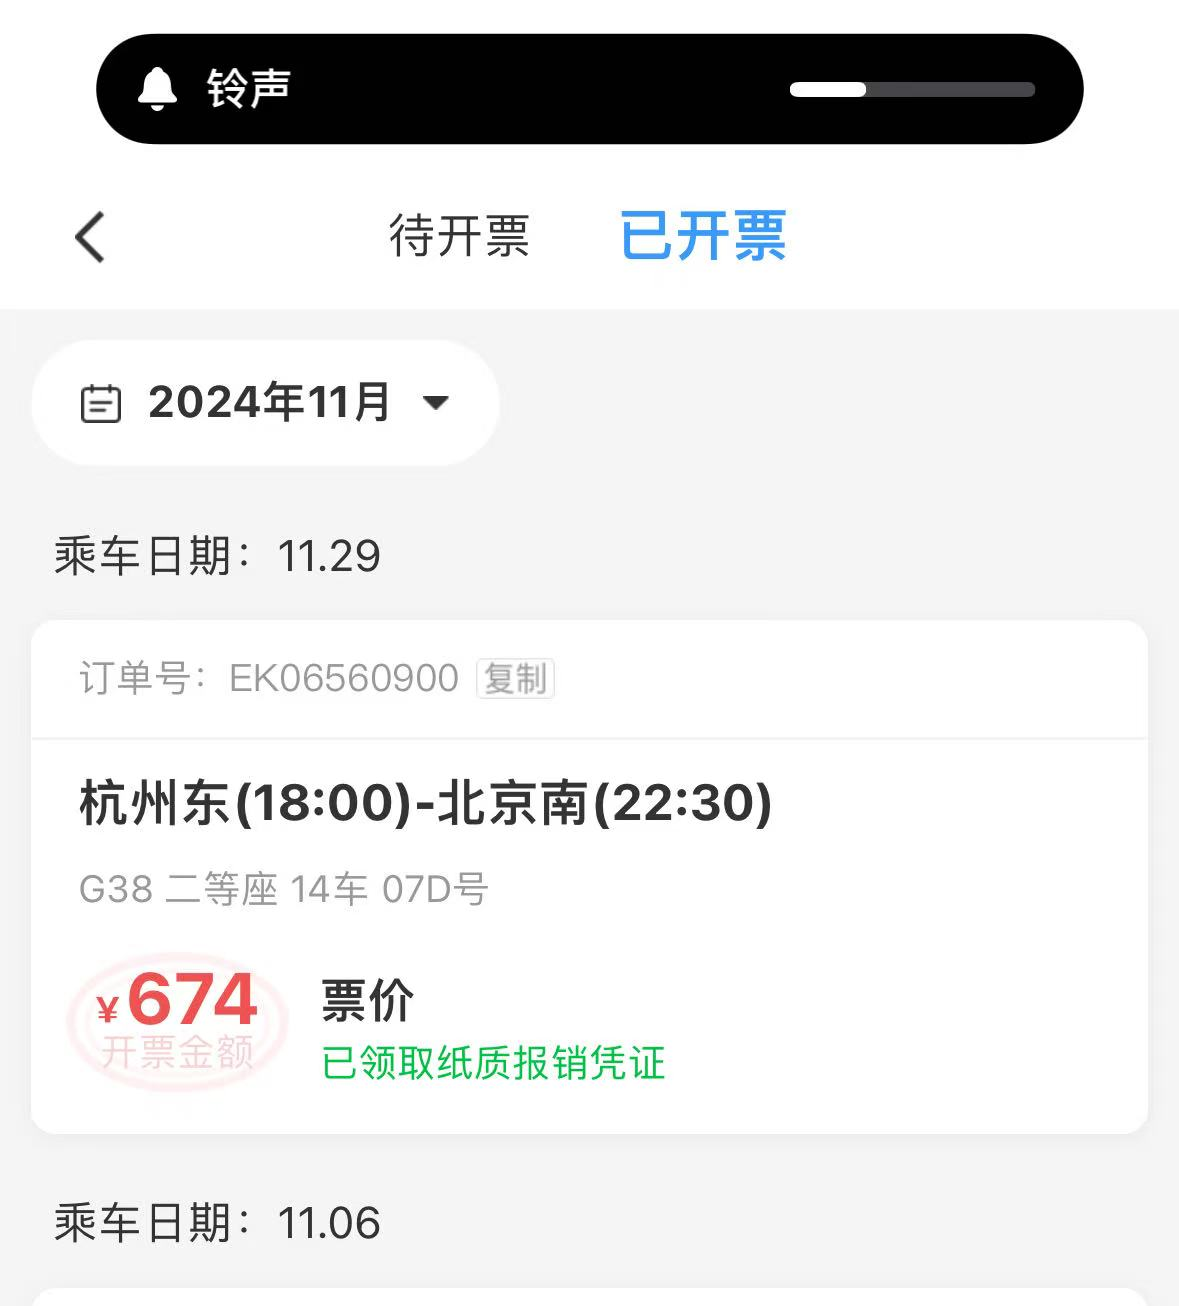 铃声
待开票 已开票
2024年11月
乘车日期：11.29
订单号：EK06560900 复制
杭州东(18:00)-北京南(22:30)
G38 二等座 14车 07D号
¥674
开票金额
票价
已领取纸质报销凭证
乘车日期：11.06